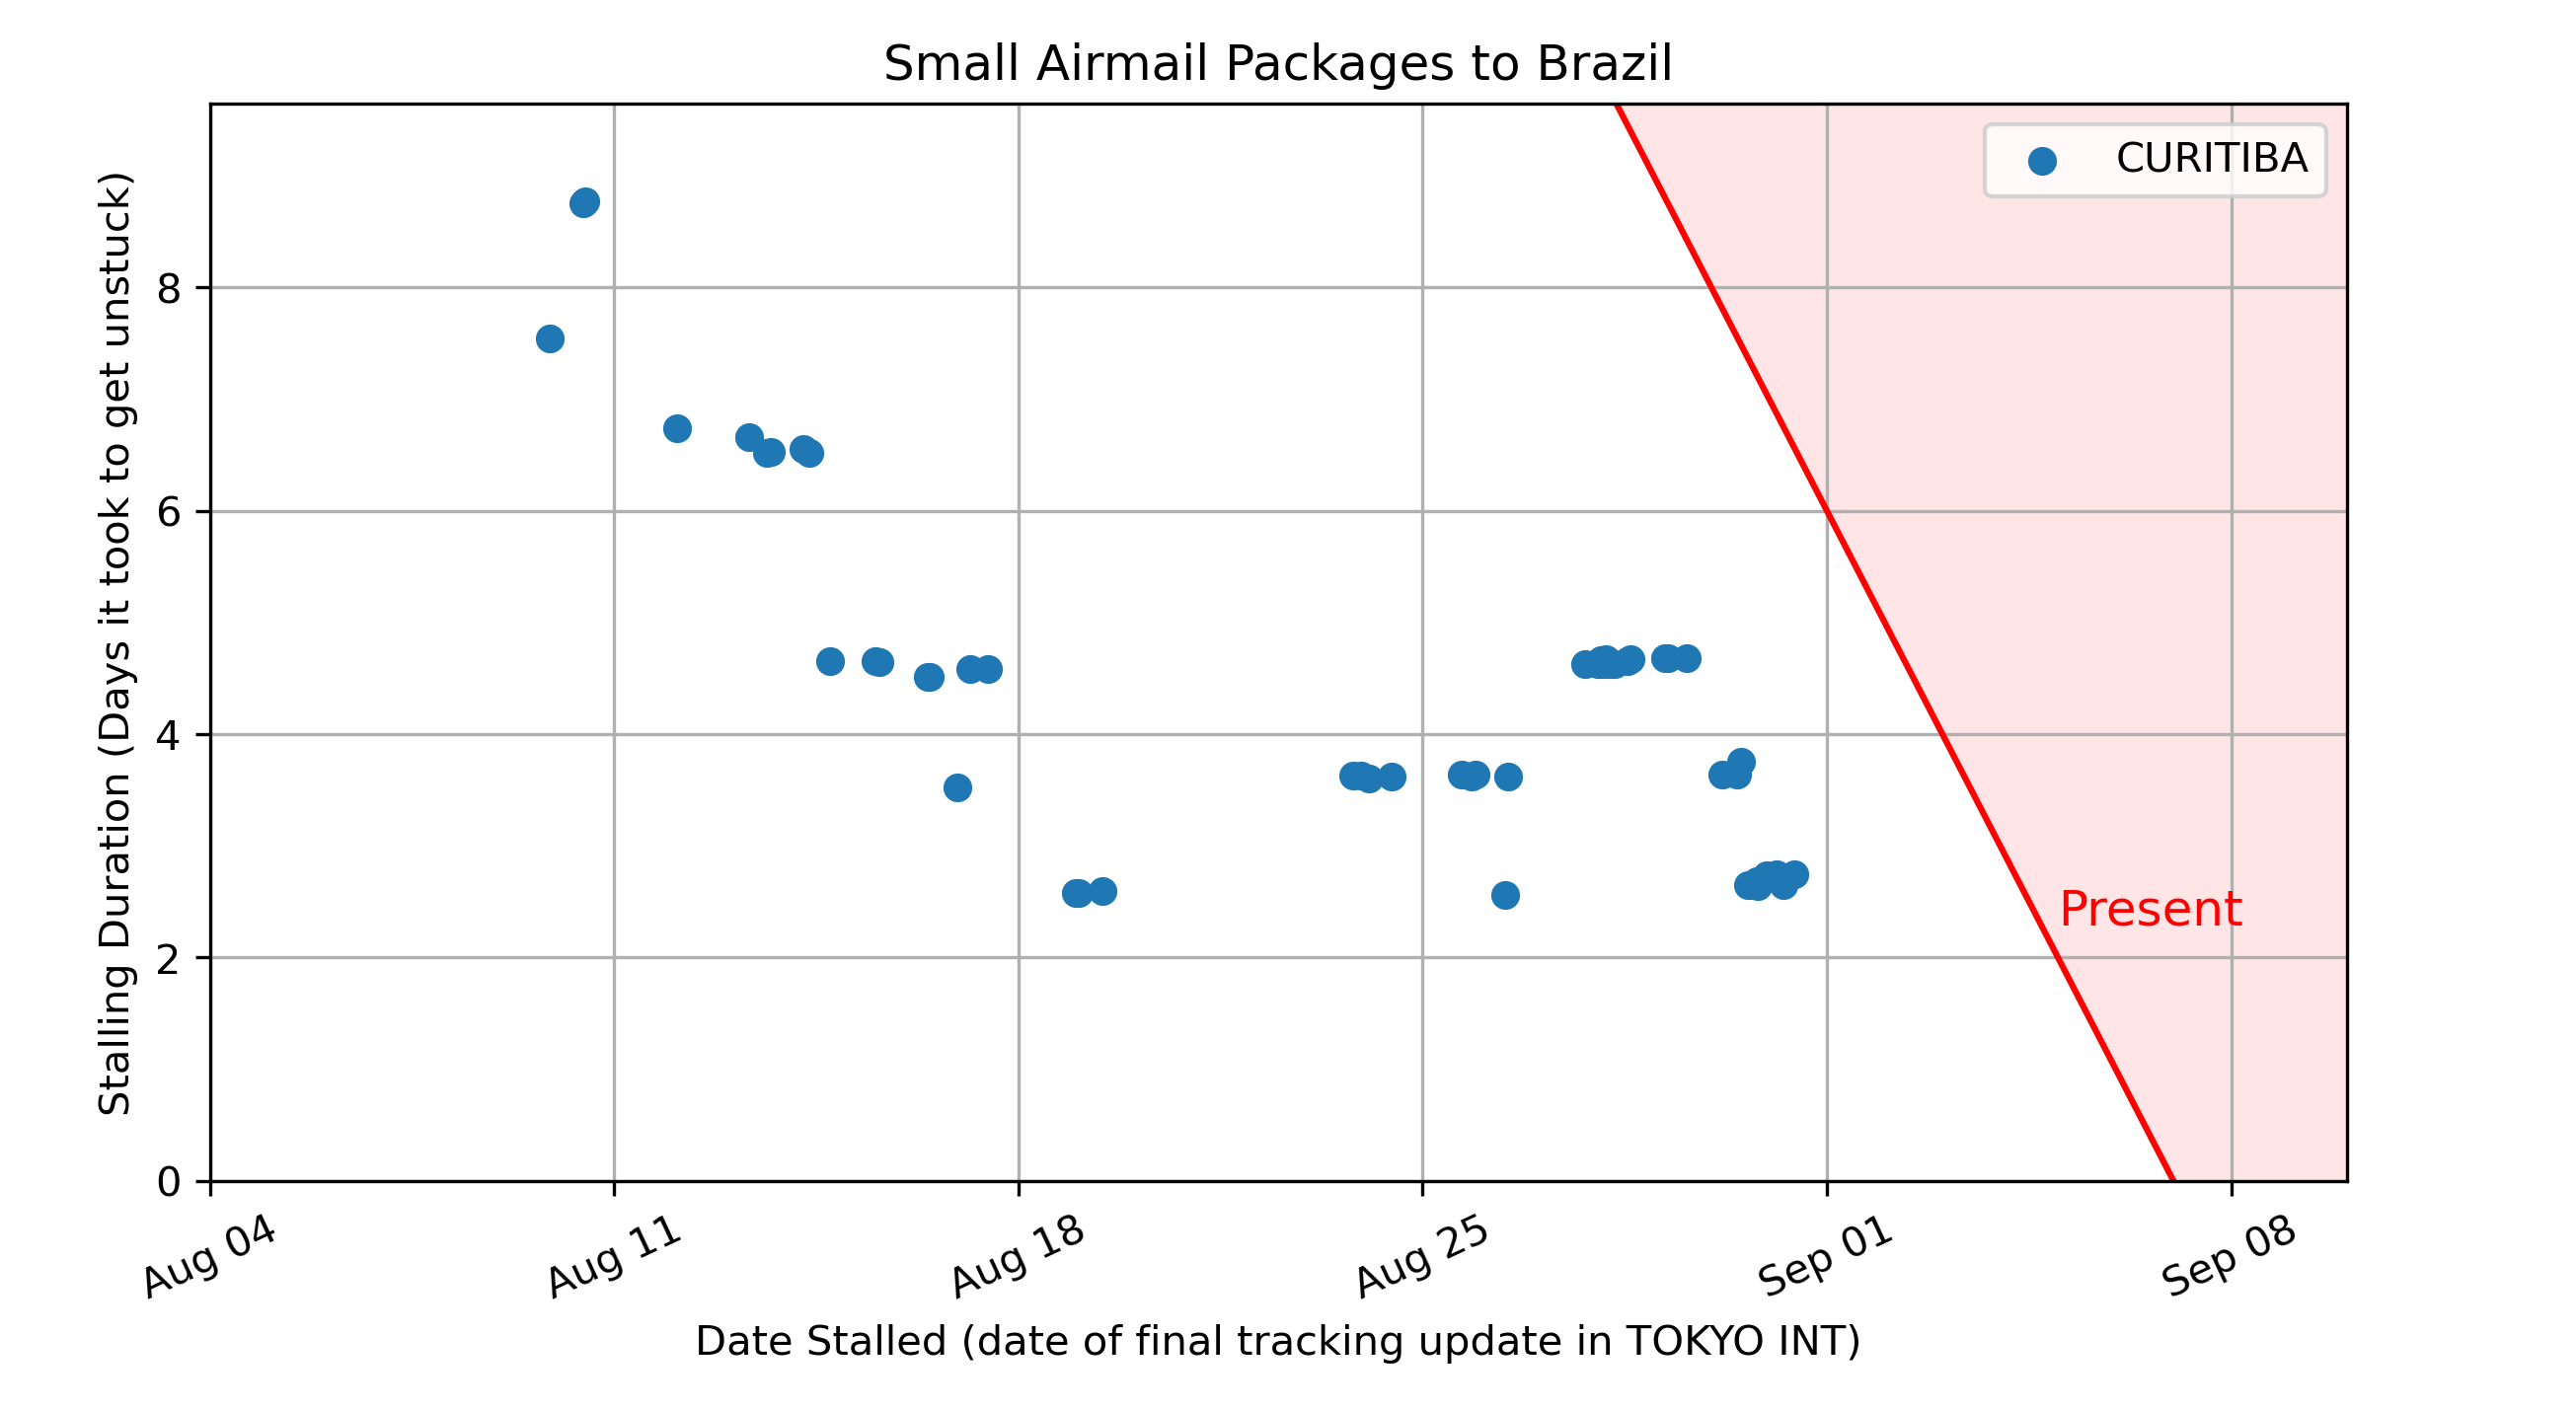 Small Airmail Packages to Brazil
CURITIBA
Stalling Duration (Days it took to get unstuck)
8
6
4
2
0
Present
Aug 04
Aug 11
Aug 18
Aug 25
Sep 01
Sep 08
Date Stalled (date of final tracking update in TOKYO INT)